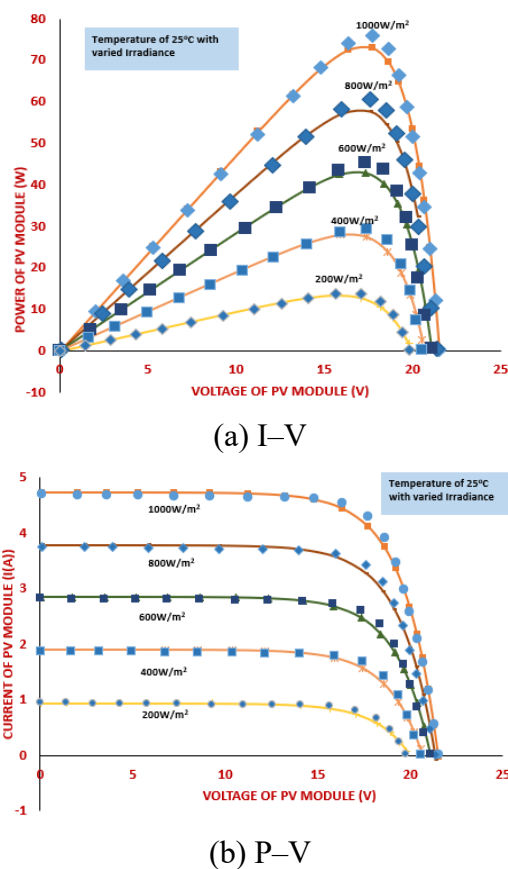 80
70
60
50
40
30
20
10
0
-10
POWER OF PV MODULE (W)
Temperature of 25°C with
varied Irradiance
1000W/m²
800W/m²
600W/m²
400W/m²
200W/m²
0 5 10 15 20 25
VOLTAGE OF PV MODULE (V)
(a) I–V
5
4
3
2
1
0
-1
CURRENT OF PV MODULE (I(A)
Temperature of 25°C
with varied Irradiance
1000W/m²
800W/m²
600W/m²
400W/m²
200W/m²
0 5 10 15 20 25
VOLTAGE OF PV MODULE (V)
(b) P–V